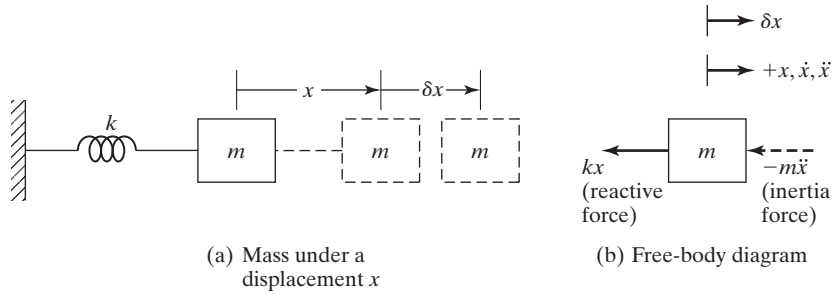 δx
+x, ẋ, ẍ
x
δx
k
m
m
m
m
kx
(reactive
force)
−mẍ
(inertia
force)
(a) Mass under a
displacement x
(b) Free-body diagram